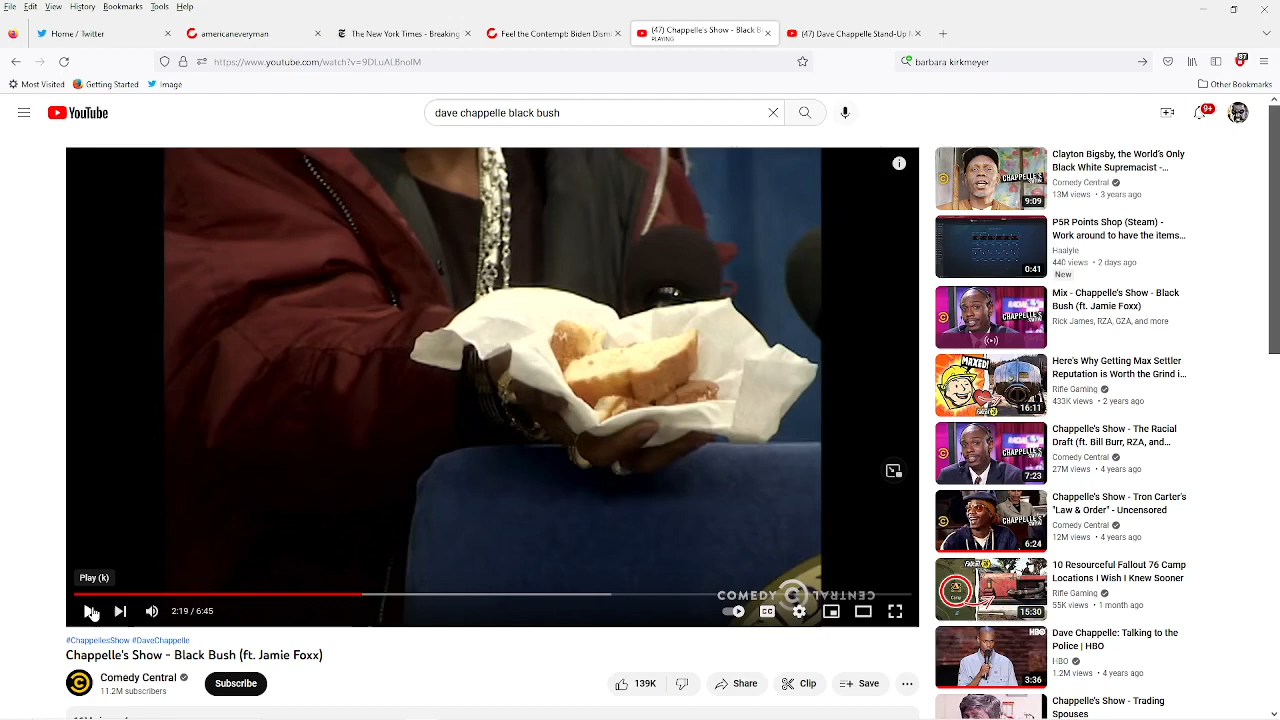 File Edit View History Bookmarks Tools Help
Home / Twitter
americaneveryman
The New York Times - Breaking
Feel the Contempt: Biden Dismi
(47) Chappelle's Show - Black B
PLAYING
(47) Dave Chappelle Stand-Up
https://www.youtube.com/watch?v=9DLuALBnolM
barbara kirkmeyer
87
Most Visited Getting Started Image
Other Bookmarks
YouTube
dave chappelle black bush
9+
Play (k)
2:19 / 6:45
COMEDY CENTRAL
#ChappellesShow #DaveChappelle
Chappelle's Show - Black Bush (ft. Jamie Foxx)
Comedy Central
11.2M subscribers
Subscribe
139K
Clip
Save
CHAPPELLE'S
9:09
Clayton Bigsby, the World's Only
Black White Supremacist -...
Comedy Central
13M views • 3 years ago
0:41
P5R Points Shop (Steam) -
Work around to have the items...
Haalyle
440 views • 2 days ago
New
Mix - Chappelle's Show - Black
Bush (ft. Jamie Foxx)
Rick James, RZA, GZA, and more
MAXED!
16:11
Here's Why Getting Max Settler
Reputation is Worth the Grind i...
Rifle Gaming
433K views • 2 years ago
CHAPPELLE'S
7:23
Chappelle's Show - The Racial
Draft (ft. Bill Burr, RZA, and...
Comedy Central
27M views • 4 years ago
CHAPPELLE'S
6:24
Chappelle's Show - Tron Carter's
"Law & Order" - Uncensored
Comedy Central
12M views • 4 years ago
15:30
10 Resourceful Fallout 76 Camp
Locations I Wish I Knew Sooner
Rifle Gaming
55K views • 1 month ago
HBO
3:36
Dave Chappelle: Talking to the
Police | HBO
HBO
1.2M views • 4 years ago
Chappelle's Show - Trading
Spouses